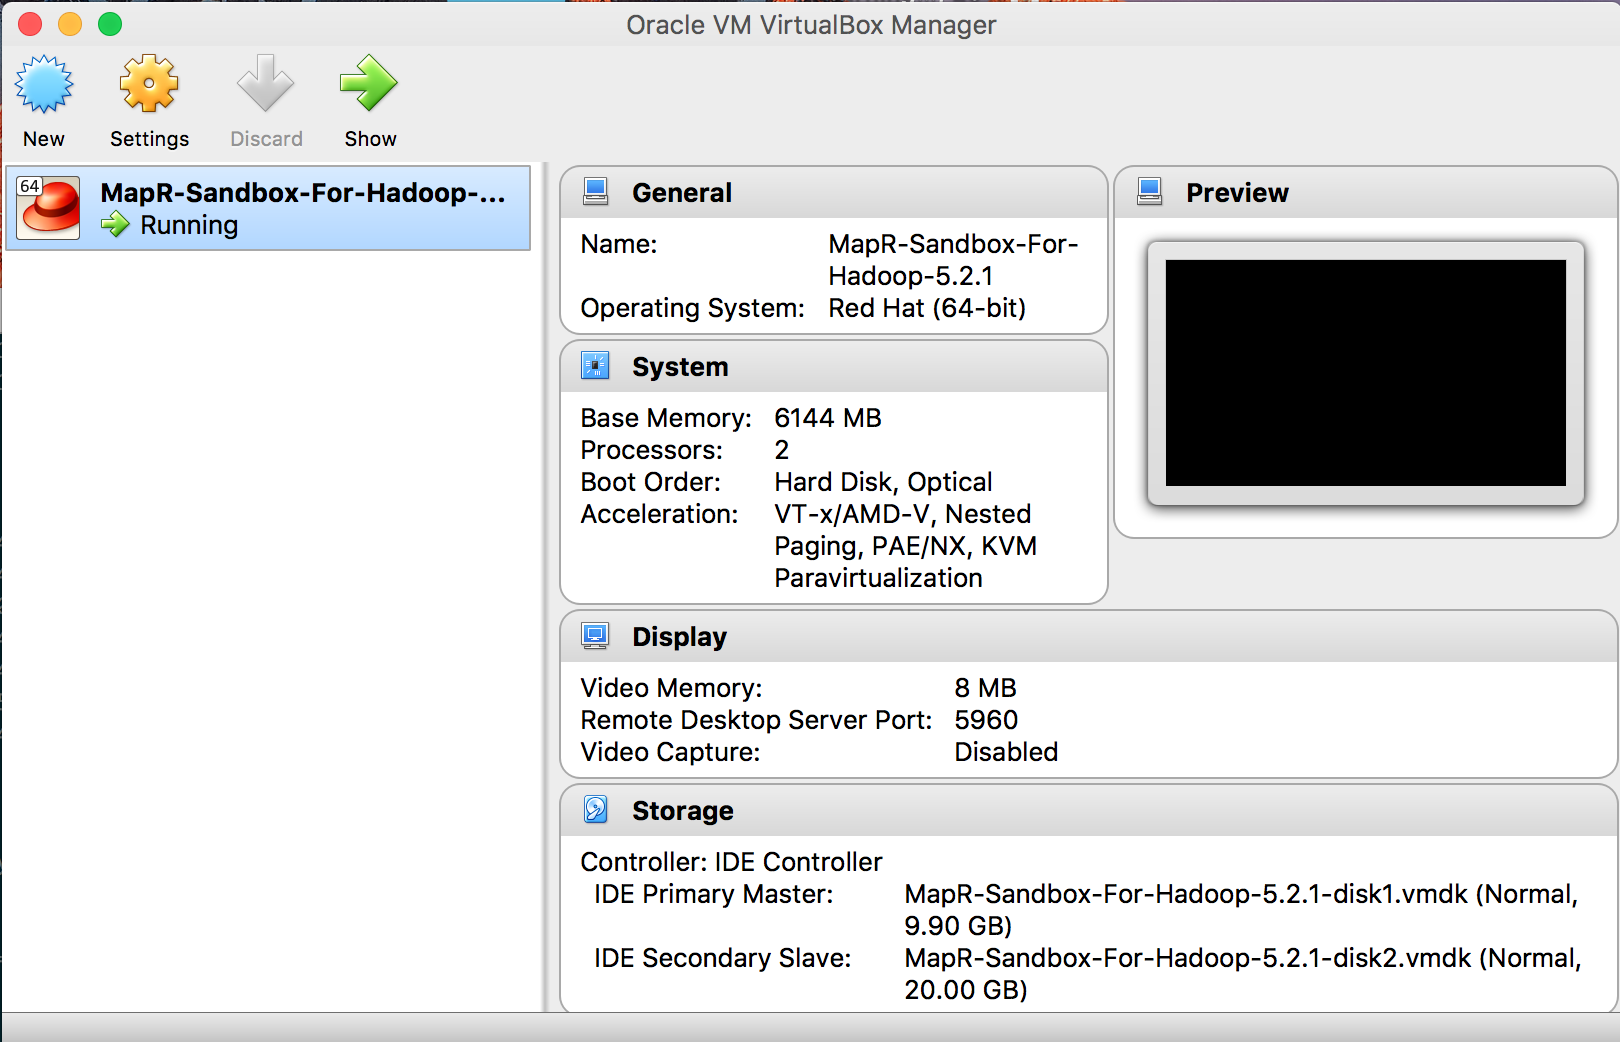 Oracle VM VirtualBox Manager
New
Settings
Discard
Show
64
MapR-Sandbox-For-Hadoop-...
Running
General
Name:
MapR-Sandbox-For-
Hadoop-5.2.1
Operating System:
Red Hat (64-bit)
System
Base Memory:
6144 MB
Processors:
2
Boot Order:
Hard Disk, Optical
Acceleration:
VT-x/AMD-V, Nested
Paging, PAE/NX, KVM
Paravirtualization
Preview
Display
Video Memory:
8 MB
Remote Desktop Server Port:
5960
Video Capture:
Disabled
Storage
Controller: IDE Controller
IDE Primary Master:
MapR-Sandbox-For-Hadoop-5.2.1-disk1.vmdk (Normal,
9.90 GB)
IDE Secondary Slave:
MapR-Sandbox-For-Hadoop-5.2.1-disk2.vmdk (Normal,
20.00 GB)